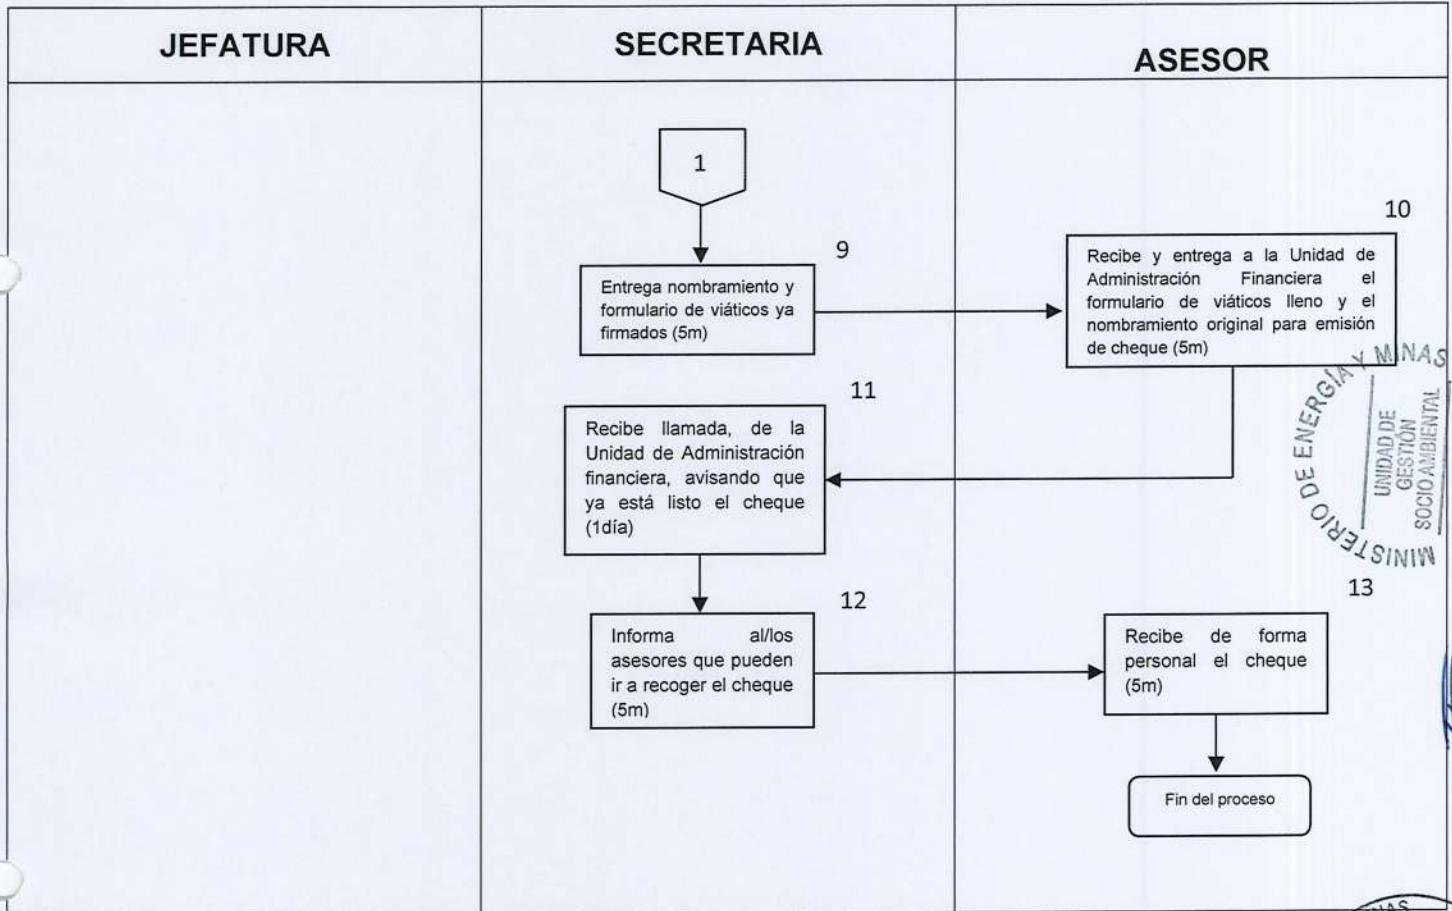 JEFATURA
SECRETARIA
ASESOR
1
9
Entrega nombramiento y
formulario de viáticos ya
firmados (5m)
10
Recibe y entrega a la Unidad de
Administración Financiera el
formulario de viáticos lleno y el
nombramiento original para emisión
de cheque (5m)
MINISTERIO DE ENERGÍA Y MINAS
UNIDAD DE
GESTIÓN
SOCIO AMBIENTAL
11
Recibe llamada, de la
Unidad de Administración
financiera, avisando que
ya está listo el cheque
(1día)
12
Informa al/los
asesores que pueden
ir a recoger el cheque
(5m)
13
Recibe de forma
personal el cheque
(5m)
Fin del proceso
NAS